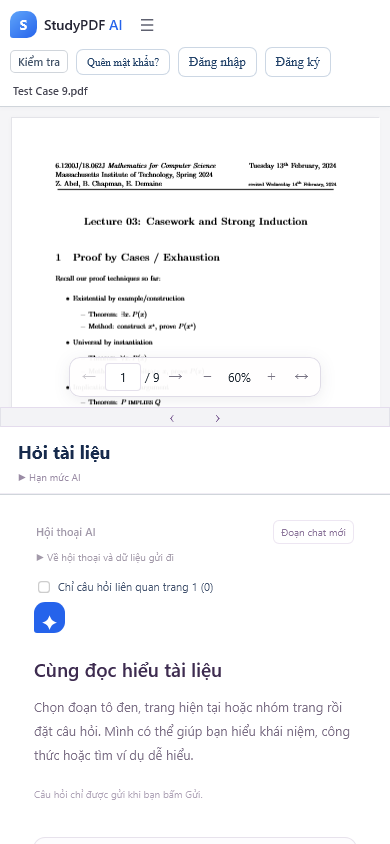 S StudyPDF AI ☰
Kiểm tra Quên mật khẩu? Đăng nhập Đăng ký
Test Case 9.pdf
6.1200J/18.062J Mathematics for Computer Science Tuesday 13th February, 2024
Massachusetts Institute of Technology, Spring 2024
Z. Abel, B. Chapman, E. Demaine revised Wednesday 14th February, 2024
Lecture 03: Casework and Strong Induction
1 Proof by Cases / Exhaustion
Recall our proof techniques so far:
• Existential by example/construction
– Theorem: ∃x. P(x)
– Method: construct x*, prove P(x*)
• Universal by instantiation
← 1 / 9 → − 60% + ↔
– Theorem: P IMPLIES Q
‹ ›
Hỏi tài liệu
▶ Hạn mức AI
Hội thoại AI Đoạn chat mới
▶ Về hội thoại và dữ liệu gửi đi
Chỉ câu hỏi liên quan trang 1 (0)
Cùng đọc hiểu tài liệu
Chọn đoạn tô đen, trang hiện tại hoặc nhóm trang rồi
đặt câu hỏi. Mình có thể giúp bạn hiểu khái niệm, công
thức hoặc tìm ví dụ dễ hiểu.
Câu hỏi chỉ được gửi khi bạn bấm Gửi.